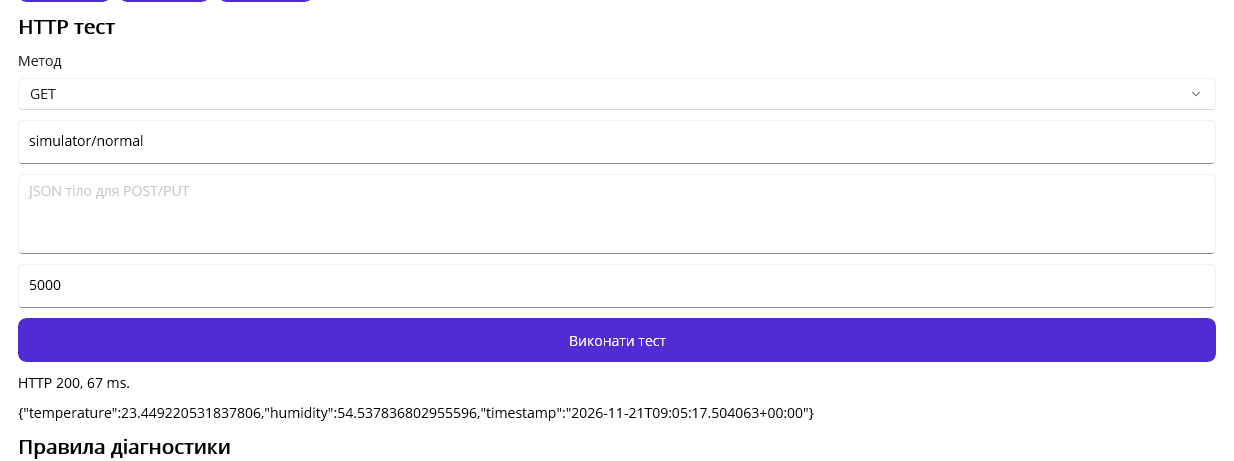 HTTP тест
Метод
GET
simulator/normal
JSON тіло для POST/PUT
5000
Виконати тест
HTTP 200, 67 ms.
{"temperature":23.449220531837806,"humidity":54.537836802955596,"timestamp":"2026-11-21T09:05:17.504063+00:00"}
Правила діагностики